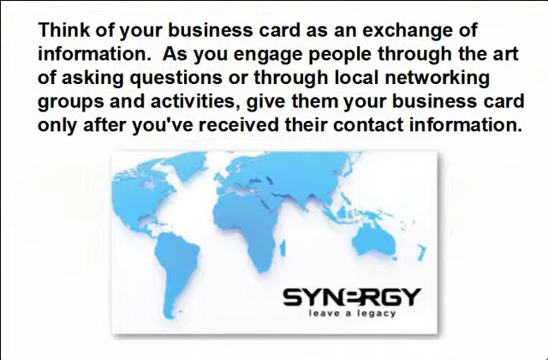 Think of your business card as an exchange of
information.  As you engage people through the art
of asking questions or through local networking
groups and activities, give them your business card
only after you've received their contact information.
SYNERGY
leave a legacy